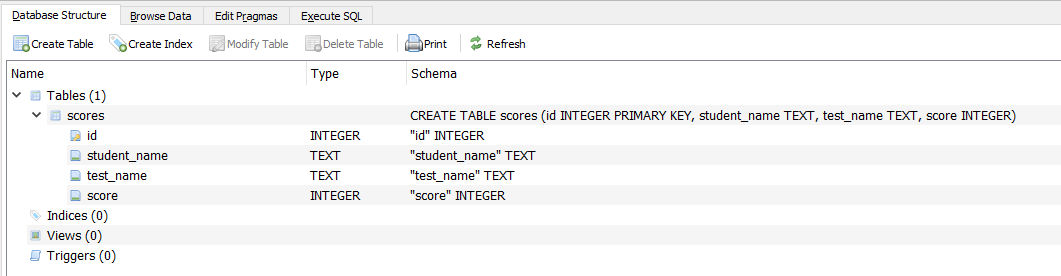 Database Structure Browse Data Edit Pragmas Execute SQL
Create Table Create Index Modify Table Delete Table Print Refresh
Name Type Schema
Tables (1)
scores CREATE TABLE scores (id INTEGER PRIMARY KEY, student_name TEXT, test_name TEXT, score INTEGER)
id INTEGER "id" INTEGER
student_name TEXT "student_name" TEXT
test_name TEXT "test_name" TEXT
score INTEGER "score" INTEGER
Indices (0)
Views (0)
Triggers (0)